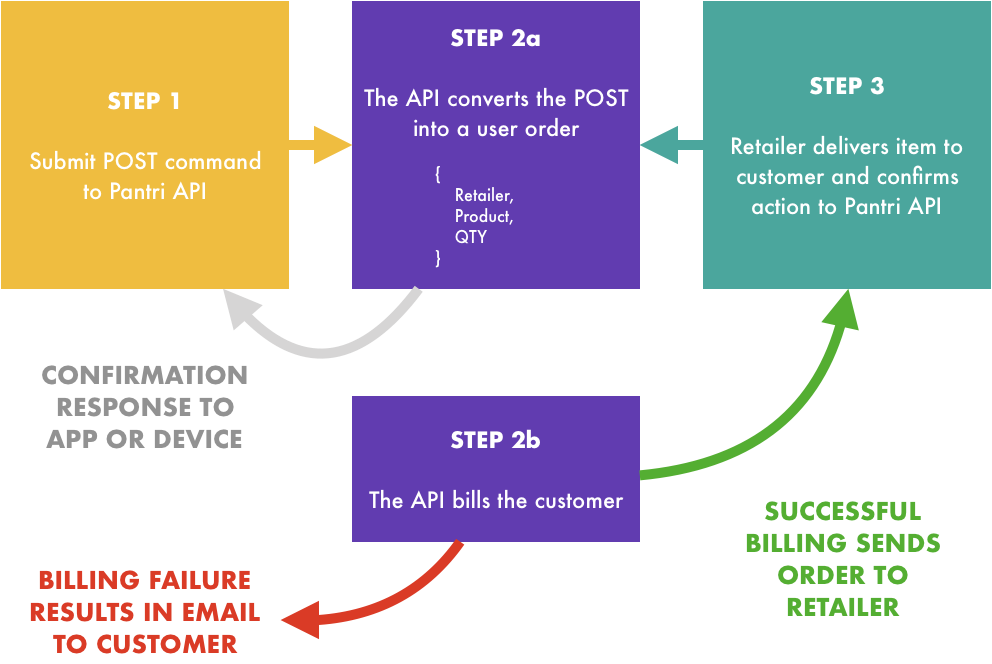 STEP 1
Submit POST command
to Pantri API
STEP 2a
The API converts the POST
into a user order
{
Retailer,
Product,
QTY
}
STEP 3
Retailer delivers item to
customer and confirms
action to Pantri API
CONFIRMATION
RESPONSE TO
APP OR DEVICE
STEP 2b
The API bills the customer
SUCCESSFUL
BILLING SENDS
ORDER TO
RETAILER
BILLING FAILURE
RESULTS IN EMAIL
TO CUSTOMER